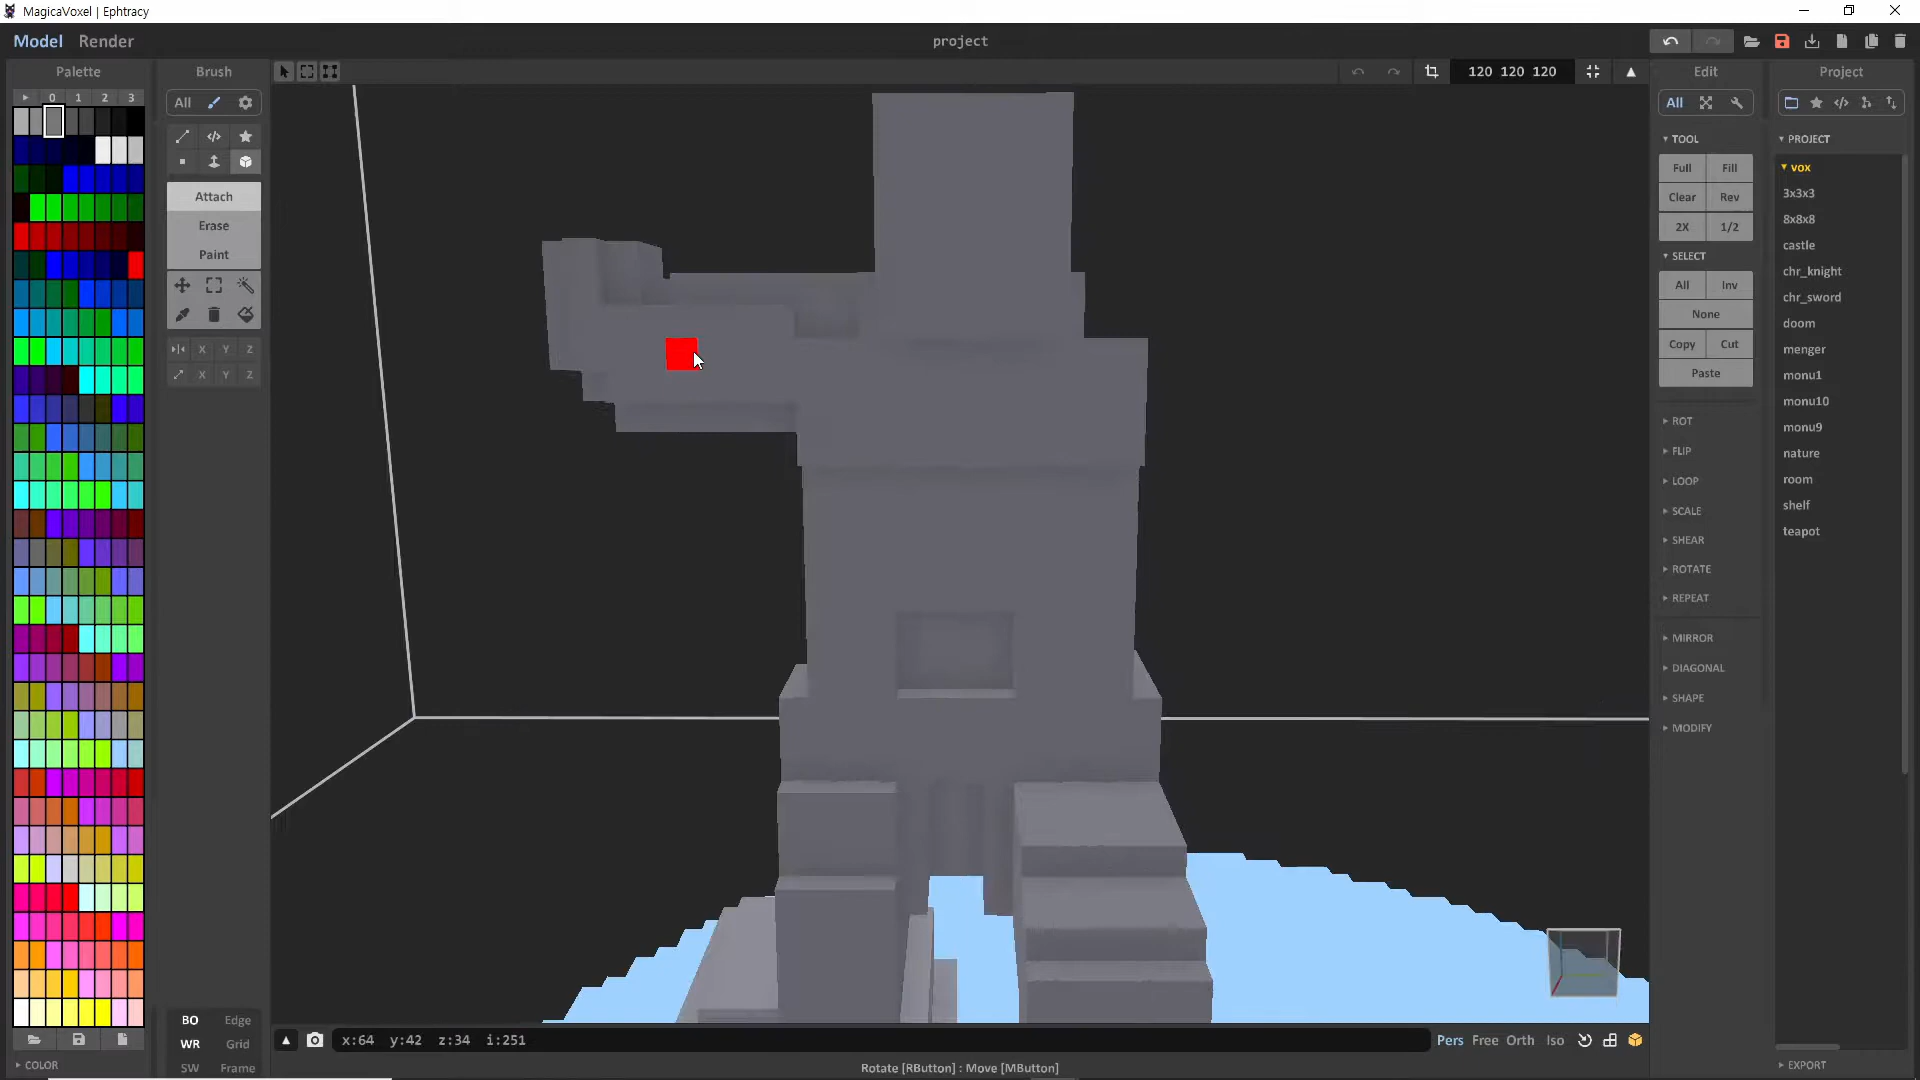 MagicaVoxel | Ephtracy
Model Render
project
Palette
Brush
120 120 120
Edit
Project
0 1 2 3
All
All
TOOL
Full Fill
Clear Rev
2X 1/2
SELECT
All Inv
None
Copy Cut
Paste
ROT
FLIP
LOOP
SCALE
SHEAR
ROTATE
REPEAT
MIRROR
DIAGONAL
SHAPE
MODIFY
PROJECT
vox
3x3x3
8x8x8
castle
chr_knight
chr_sword
doom
menger
monu1
monu10
monu9
nature
room
shelf
teapot
EXPORT
Attach
Erase
Paint
X Y Z
X Y Z
BO Edge
WR Grid
SW Frame
COLOR
x:64 y:42 z:34 i:251
Pers Free Orth Iso
Rotate [RButton] : Move [MButton]